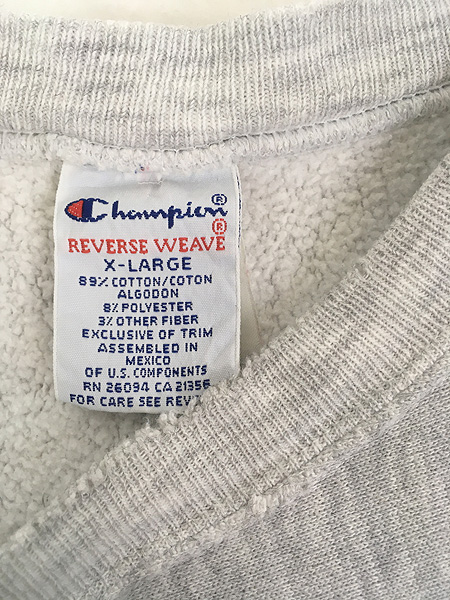 Champion®
®
REVERSE WEAVE
X-LARGE
89% COTTON/COTON
ALGODON
8% POLYESTER
3% OTHER FIBER
EXCLUSIVE OF TRIM
ASSEMBLED IN
MEXICO
OF U.S. COMPONENTS
RN 26094 CA 21356
FOR CARE SEE